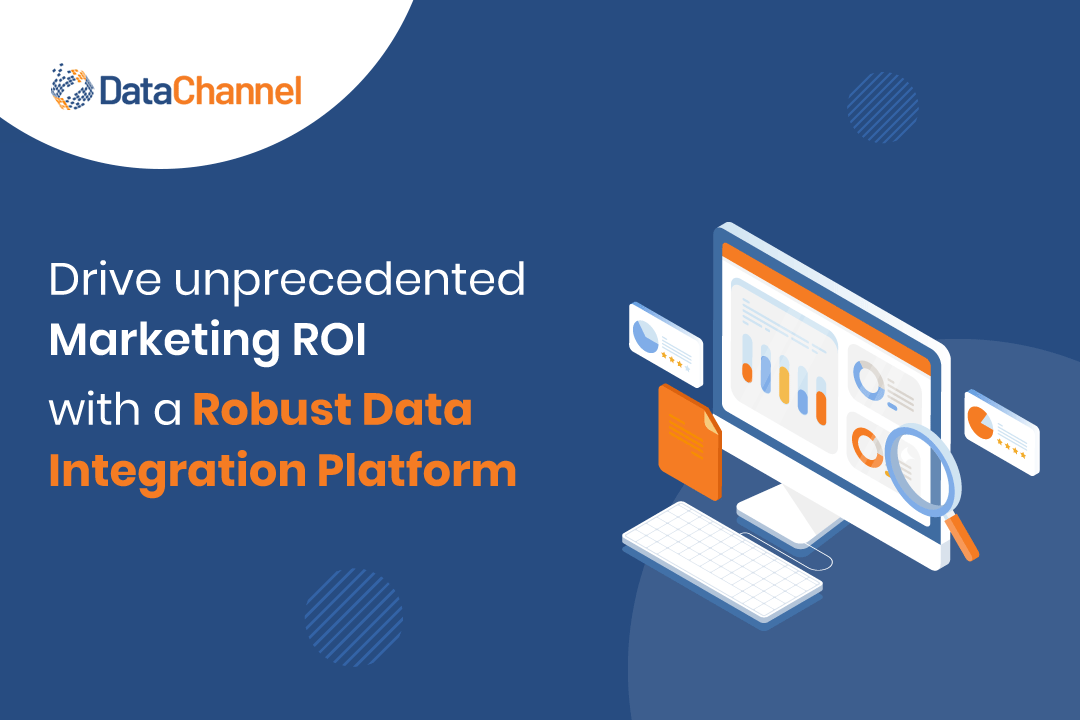 DataChannel
Drive unprecedented
Marketing ROI
with a Robust Data
Integration Platform